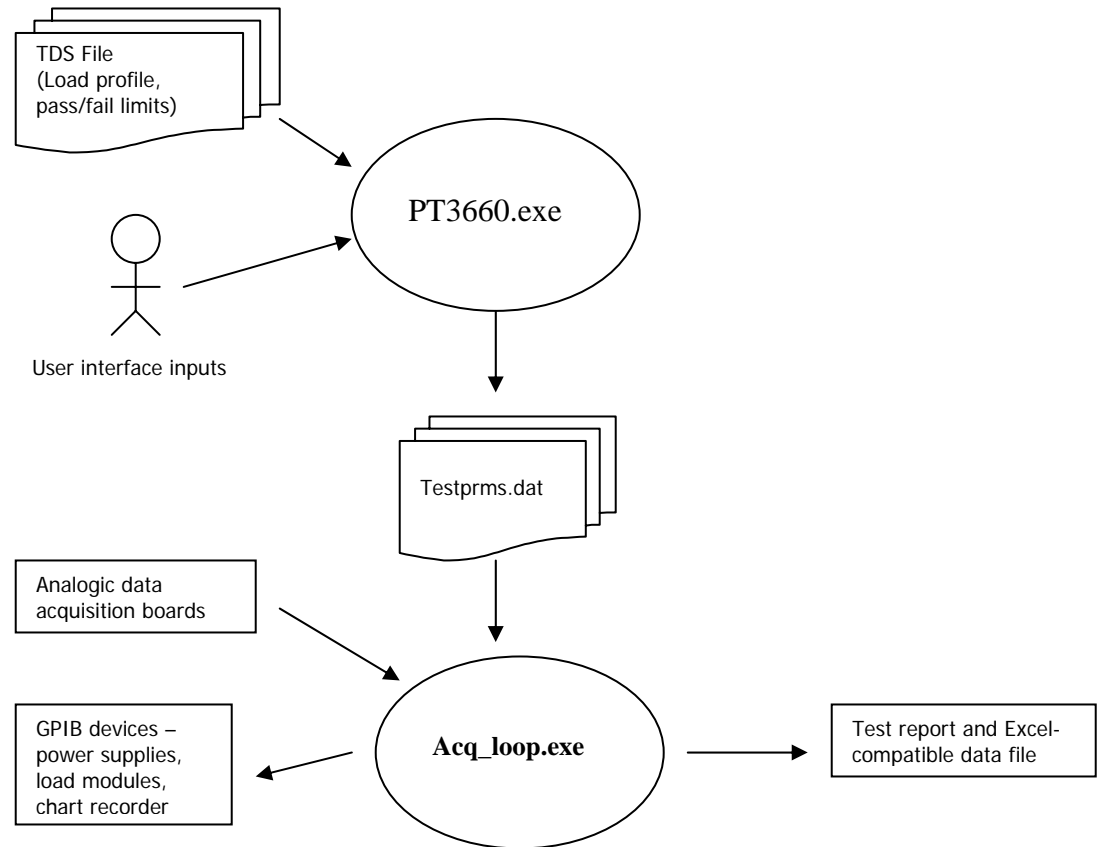 TDS File
(Load profile,
pass/fail limits)
PT3660.exe
User interface inputs
Testprms.dat
Analogic data
acquisition boards
GPIB devices –
power supplies,
load modules,
chart recorder
Acq_loop.exe
Test report and Excel-
compatible data file